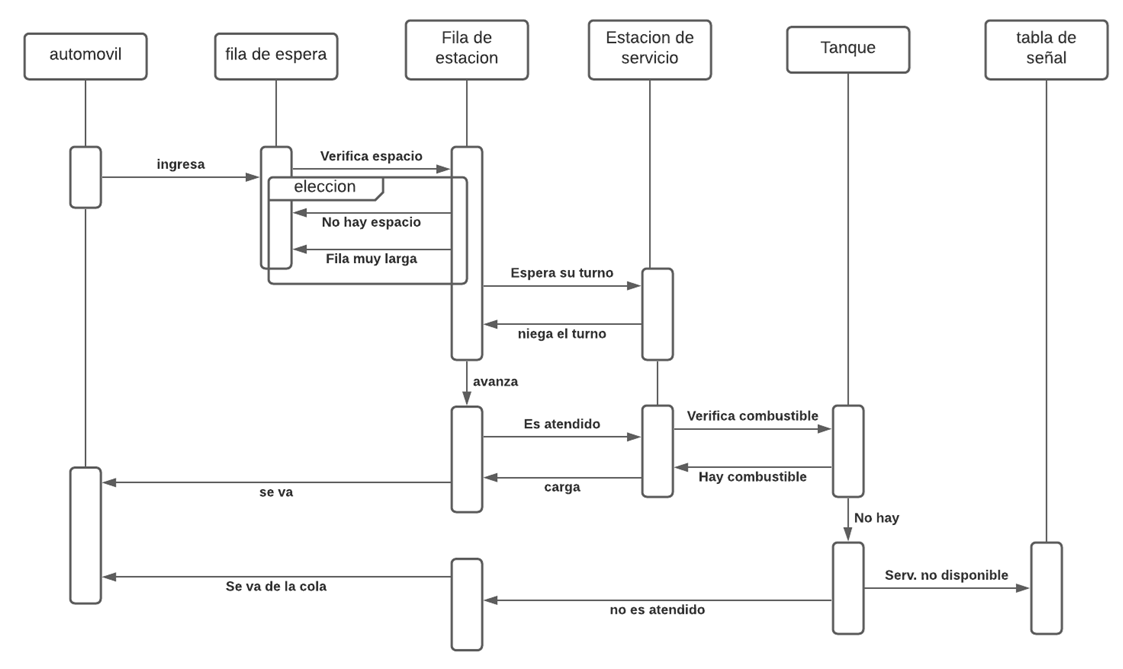 automovil
fila de espera
Fila de
estacion
Estacion de
servicio
Tanque
tabla de
señal
ingresa
Verifica espacio
eleccion
No hay espacio
Fila muy larga
Espera su turno
niega el turno
avanza
Es atendido
Verifica combustible
Hay combustible
carga
se va
No hay
Serv. no disponible
Se va de la cola
no es atendido